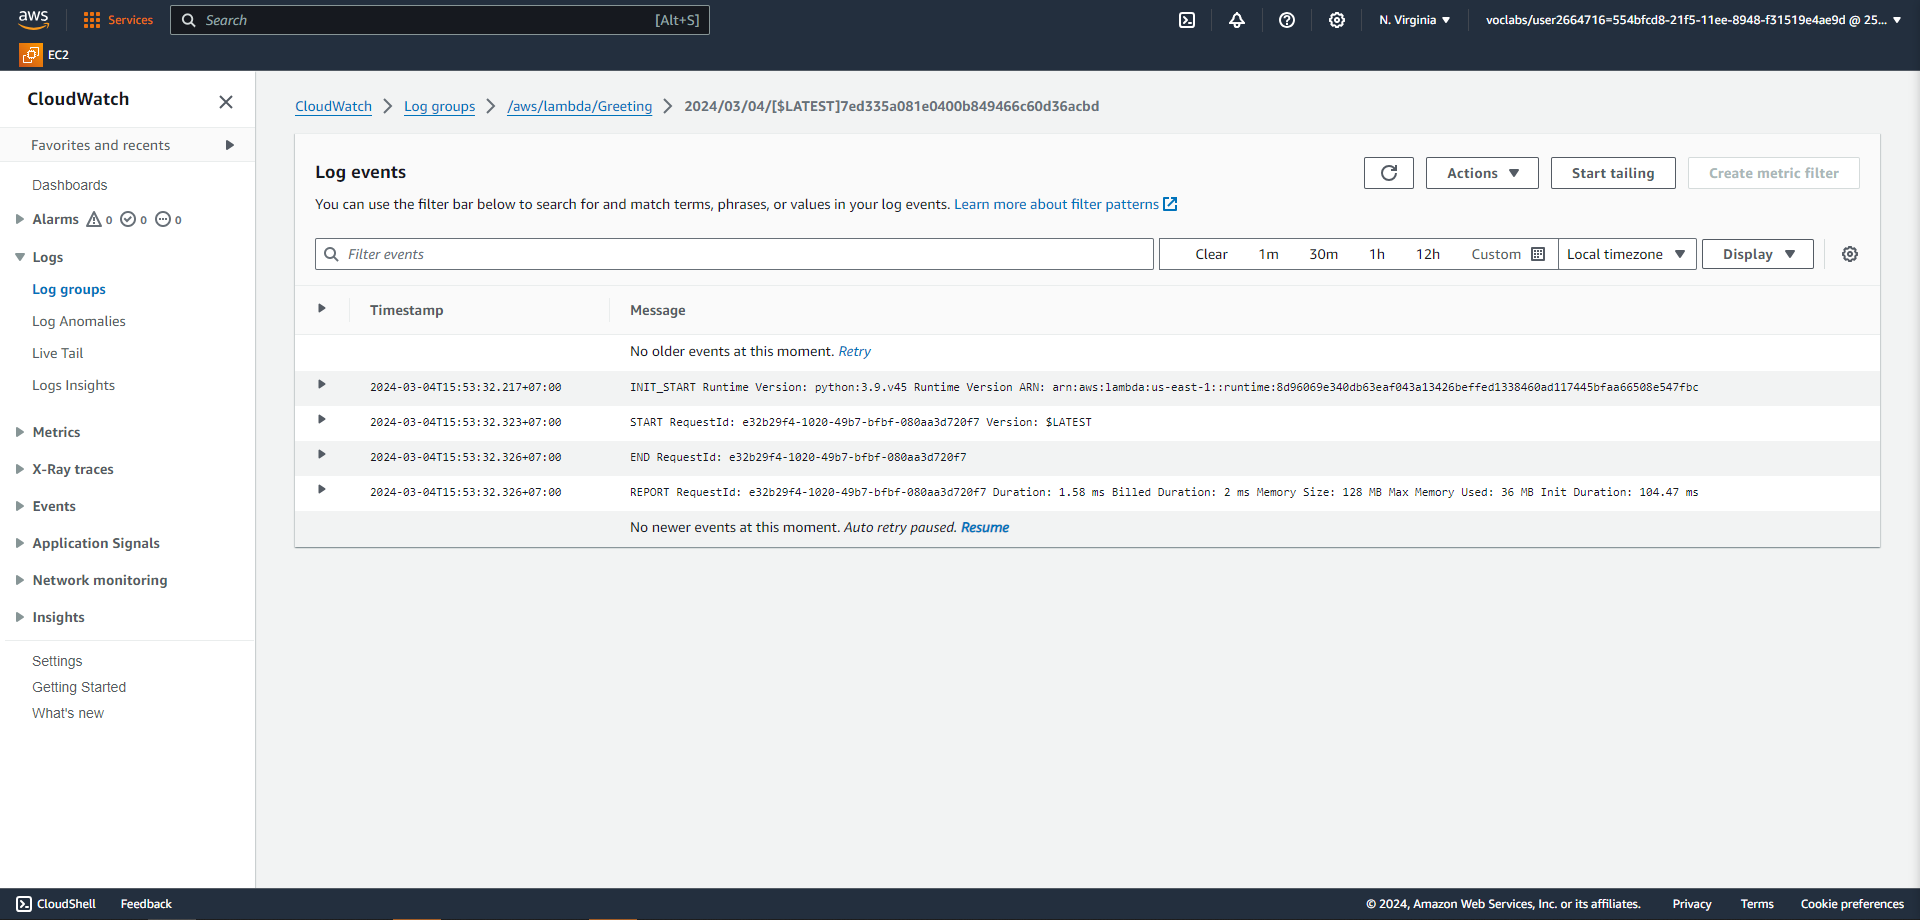 aws
Services
Search
[Alt+S]
N. Virginia
voclabs/user2664716=554bfcd8-21f5-11ee-8948-f31519e4ae9d @ 25...
EC2
CloudWatch
Favorites and recents
Dashboards
Alarms 0 0 0
Logs
Log groups
Log Anomalies
Live Tail
Logs Insights
Metrics
X-Ray traces
Events
Application Signals
Network monitoring
Insights
Settings
Getting Started
What's new
CloudWatch
Log groups
/aws/lambda/Greeting
2024/03/04/[$LATEST]7ed335a081e0400b849466c60d36acbd
Log events
Actions
Start tailing
Create metric filter
You can use the filter bar below to search for and match terms, phrases, or values in your log events. Learn more about filter patterns
Filter events
Clear
1m
30m
1h
12h
Custom
Local timezone
Display
Timestamp
Message
No older events at this moment. Retry
2024-03-04T15:53:32.217+07:00 INIT_START Runtime Version: python:3.9.v45 Runtime Version ARN: arn:aws:lambda:us-east-1::runtime:8d96069e340db63eaf043a13426beffed1338460ad117445bfaa66508e547fbc
2024-03-04T15:53:32.323+07:00 START RequestId: e32b29f4-1020-49b7-bfbf-080aa3d720f7 Version: $LATEST
2024-03-04T15:53:32.326+07:00 END RequestId: e32b29f4-1020-49b7-bfbf-080aa3d720f7
2024-03-04T15:53:32.326+07:00 REPORT RequestId: e32b29f4-1020-49b7-bfbf-080aa3d720f7 Duration: 1.58 ms Billed Duration: 2 ms Memory Size: 128 MB Max Memory Used: 36 MB Init Duration: 104.47 ms
No newer events at this moment. Auto retry paused. Resume
CloudShell
Feedback
© 2024, Amazon Web Services, Inc. or its affiliates.
Privacy
Terms
Cookie preferences